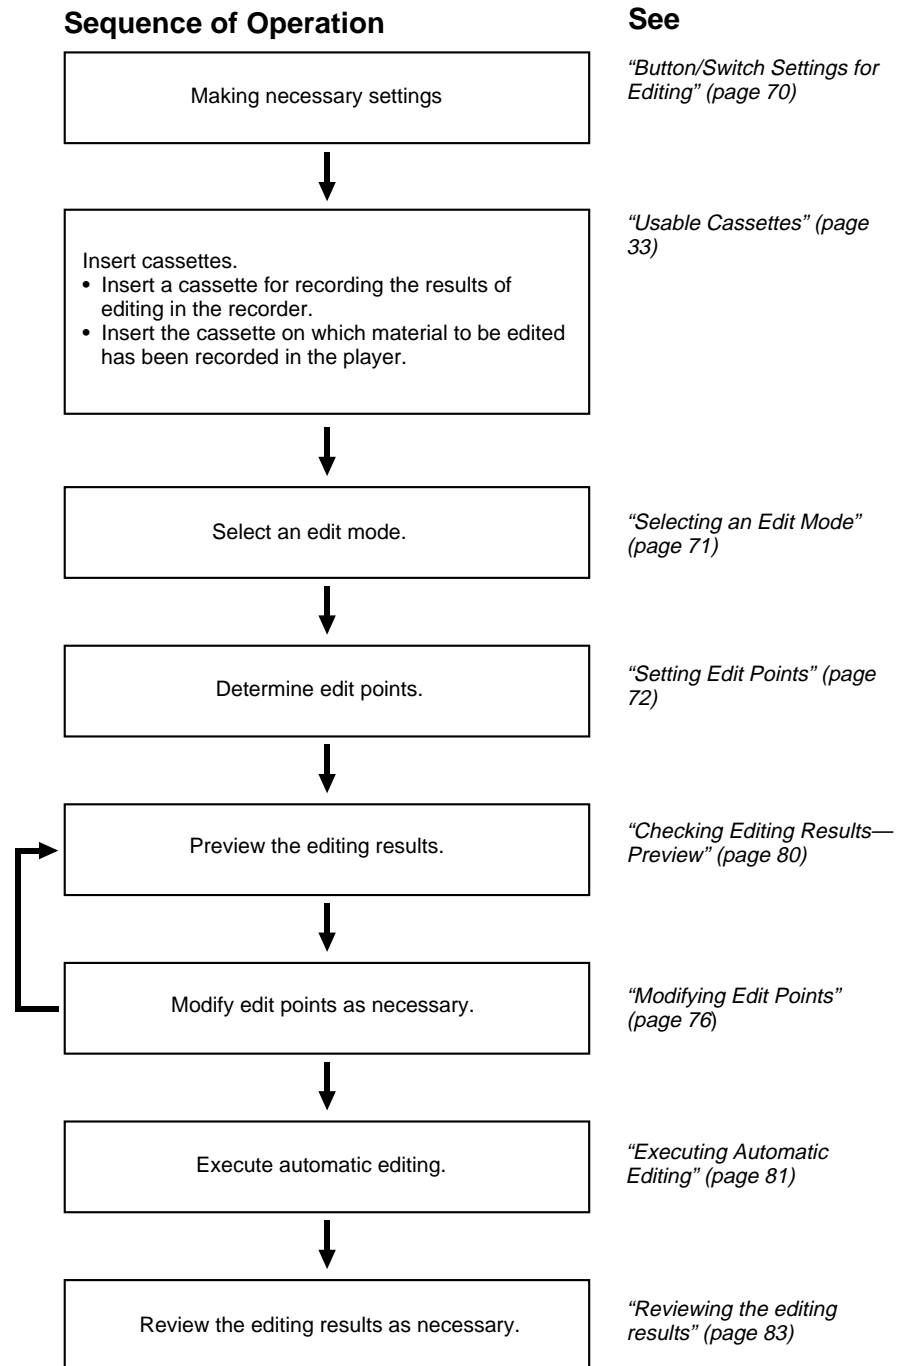 Sequence of Operation
See
Making necessary settings
“Button/Switch Settings for
Editing” (page 70)
Insert cassettes.
• Insert a cassette for recording the results of
editing in the recorder.
• Insert the cassette on which material to be edited
has been recorded in the player.
“Usable Cassettes” (page
33)
Select an edit mode.
“Selecting an Edit Mode”
(page 71)
Determine edit points.
“Setting Edit Points” (page
72)
Preview the editing results.
“Checking Editing Results—
Preview” (page 80)
Modify edit points as necessary.
“Modifying Edit Points”
(page 76)
Execute automatic editing.
“Executing Automatic
Editing” (page 81)
Review the editing results as necessary.
“Reviewing the editing
results” (page 83)